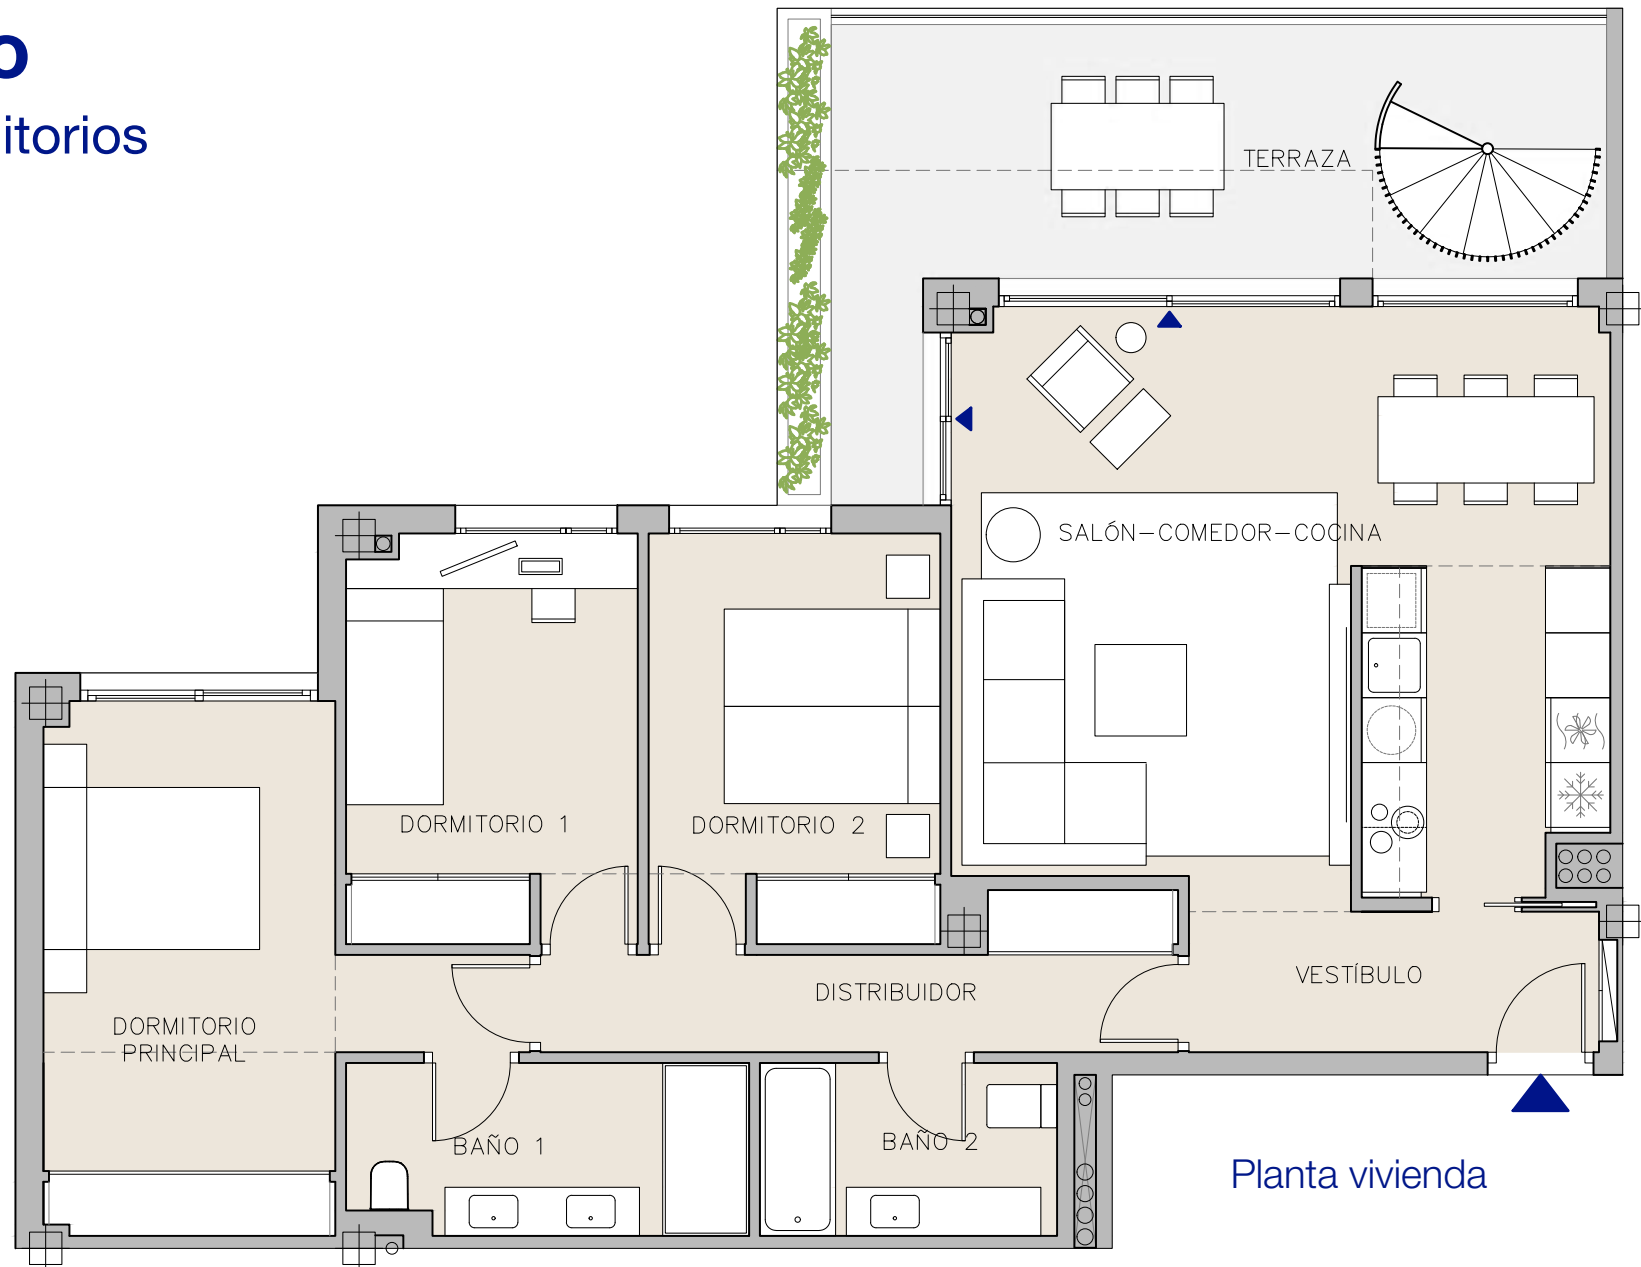 o
itorios
TERRAZA
SALÓN-COMEDOR-COCINA
DORMITORIO 1
DORMITORIO 2
DISTRIBUIDOR
VESTÍBULO
DORMITORIO
PRINCIPAL
BAÑO 1
BAÑO 2
Planta vivienda